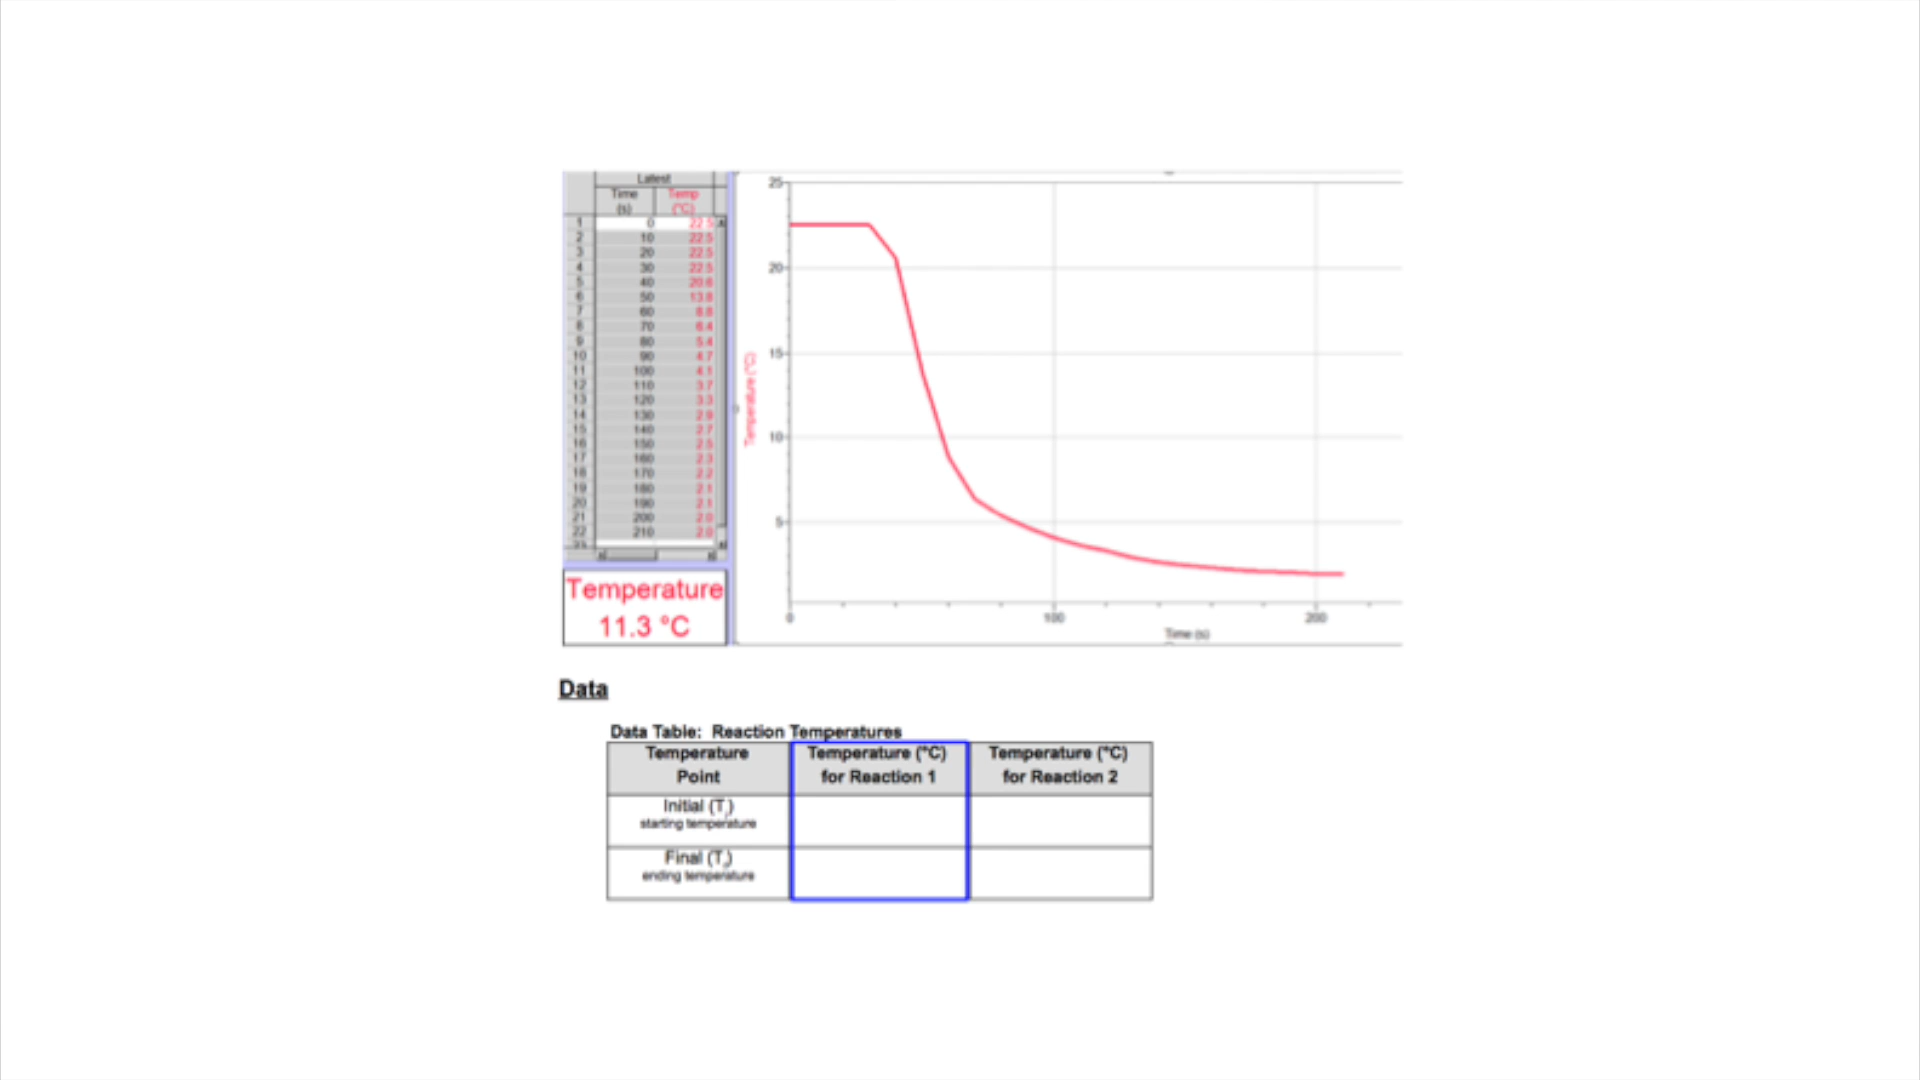 Latest
Time Temp
(s) (°C)
1 0 22.5
2 10 22.5
3 20 22.5
4 30 22.5
5 40 20.6
6 50 13.8
7 60 8.8
8 70 6.4
9 80 5.4
10 90 4.7
11 100 4.1
12 110 3.7
13 120 3.3
14 130 2.9
15 140 2.7
16 150 2.5
17 160 2.3
18 170 2.2
19 180 2.1
20 190 2.1
21 200 2.0
22 210 2.0
Temperature
11.3 °C
25
20
15
10
5
Temperature (°C)
0 100 200
Time (s)
Data
Data Table: Reaction Temperatures
Temperature Point
Temperature (°C) for Reaction 1
Temperature (°C) for Reaction 2
Initial (Ti)
starting temperature
Final (Tf)
ending temperature